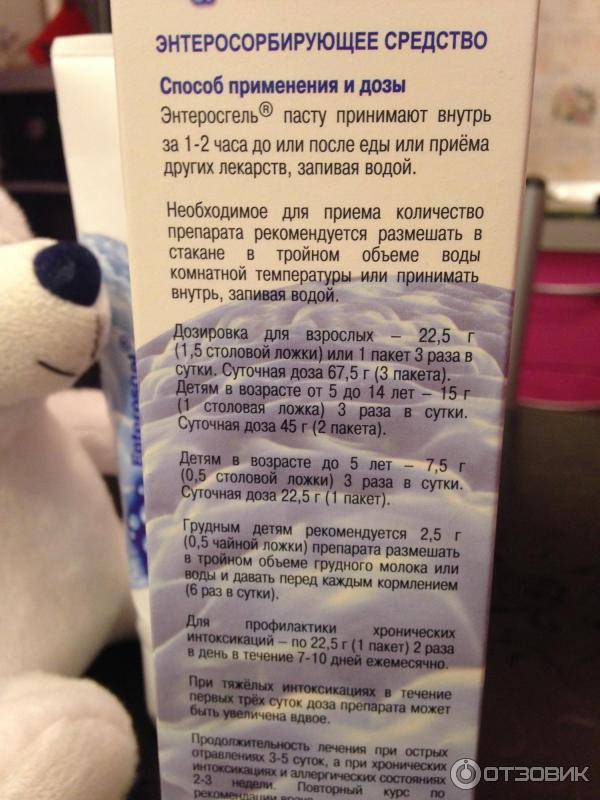 ЭНТЕРОСОРБИРУЮЩЕЕ СРЕДСТВО
Способ применения и дозы
Энтеросгель® пасту принимают внутрь
за 1-2 часа до или после еды или приёма
других лекарств, запивая водой.
Необходимое для приема количество
препарата рекомендуется размешать в
стакане в тройном объеме воды
комнатной температуры или принимать
внутрь, запивая водой.
Дозировка для взрослых – 22,5 г
(1,5 столовой ложки) или 1 пакет 3 раза в
сутки. Суточная доза 67,5 г (3 пакета).
Детям в возрасте от 5 до 14 лет – 15 г
(1 столовая ложка) 3 раза в сутки.
Суточная доза 45 г (2 пакета).
Детям в возрасте до 5 лет – 7,5 г
(0,5 столовой ложки) 3 раза в сутки.
Суточная доза 22,5 г (1 пакет).
Грудным детям рекомендуется 2,5 г
(0,5 чайной ложки) препарата размешать
в тройном объеме грудного молока или
воды и давать перед каждым кормлением
(6 раз в сутки).
Для профилактики хронических
интоксикаций – по 22,5 г (1 пакет) 2 раза
в день в течение 7-10 дней ежемесячно.
При тяжёлых интоксикациях в течение
первых трёх суток доза препарата может
быть увеличена вдвое.
Продолжительность лечения при острых
отравлениях 3-5 суток, а при хронических
интоксикациях и аллергических состояниях
2-3 недели. Повторный курс по
рекомендации врача
Enterosgel®
ОТЗОВИК